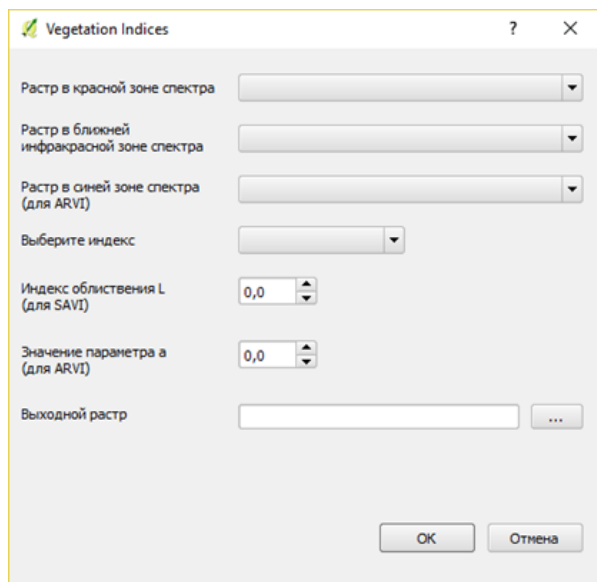 Vegetation Indices
?
Растр в красной зоне спектра
Растр в ближней
инфракрасной зоне спектра
Растр в синей зоне спектра
(для ARVI)
Выберите индекс
Индекс облиствения L
(для SAVI)
0,0
Значение параметра a
(для ARVI)
0,0
Выходной растр
...
OK
Отмена